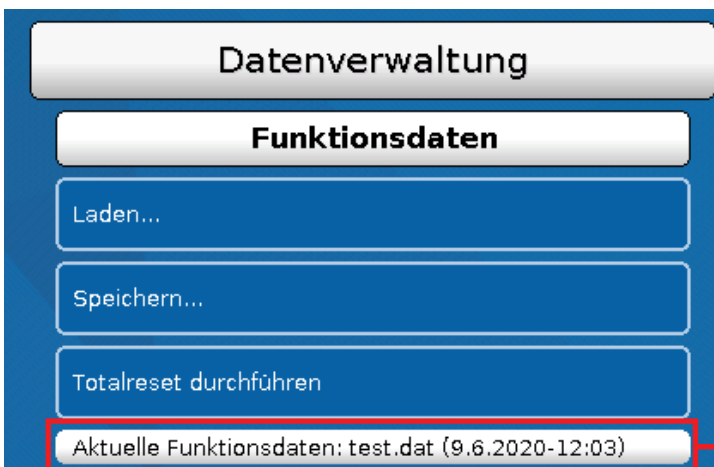 Datenverwaltung
Funktionsdaten
Laden...
Speichern...
Totalreset durchführen
Aktuelle Funktionsdaten: test.dat (9.6.2020-12:03)